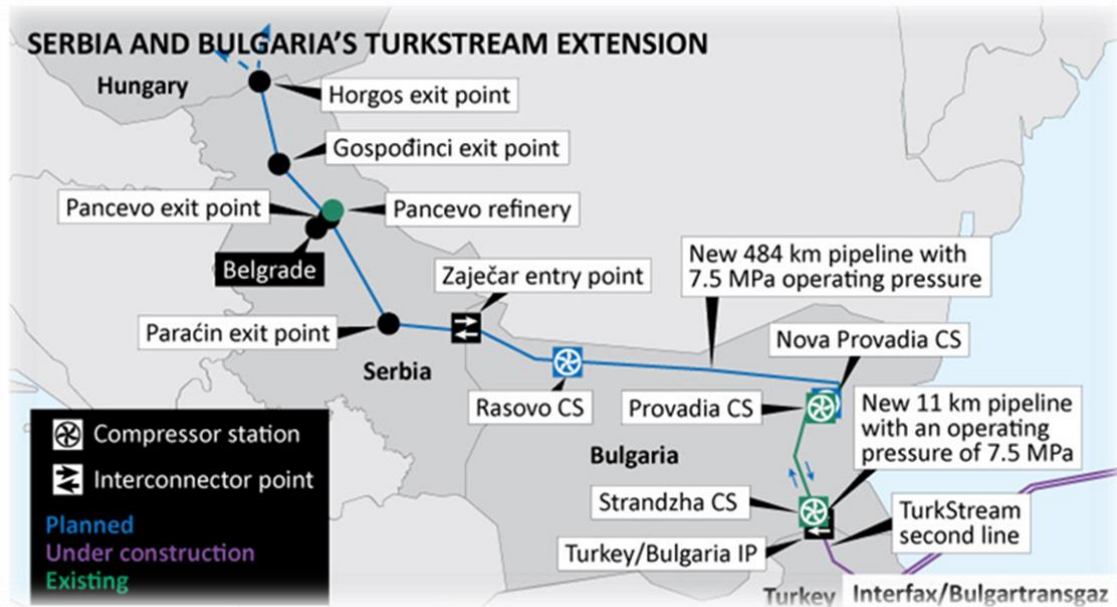 SERBIA AND BULGARIA'S TURKSTREAM EXTENSION
Hungary
Horgos exit point
Gospođinci exit point
Pancevo exit point
Pancevo refinery
Belgrade
Zaječar entry point
New 484 km pipeline with
7.5 MPa operating pressure
Paraćin exit point
Nova Provadia CS
Serbia
Rasovo CS
Provadia CS
New 11 km pipeline
with an operating
pressure of 7.5 MPa
Compressor station
Bulgaria
Interconnector point
Strandzha CS
TurkStream
second line
Planned
Under construction
Existing
Turkey/Bulgaria IP
Turkey
Interfax/Bulgartransgaz